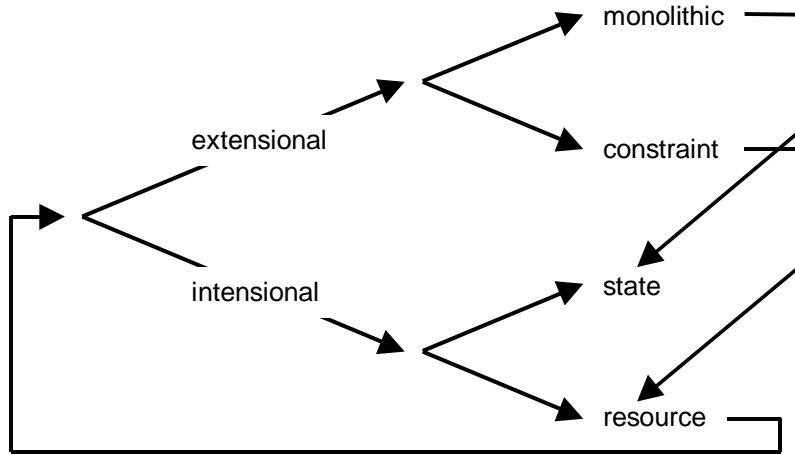 monolithic
extensional
constraint
intensional
state
resource